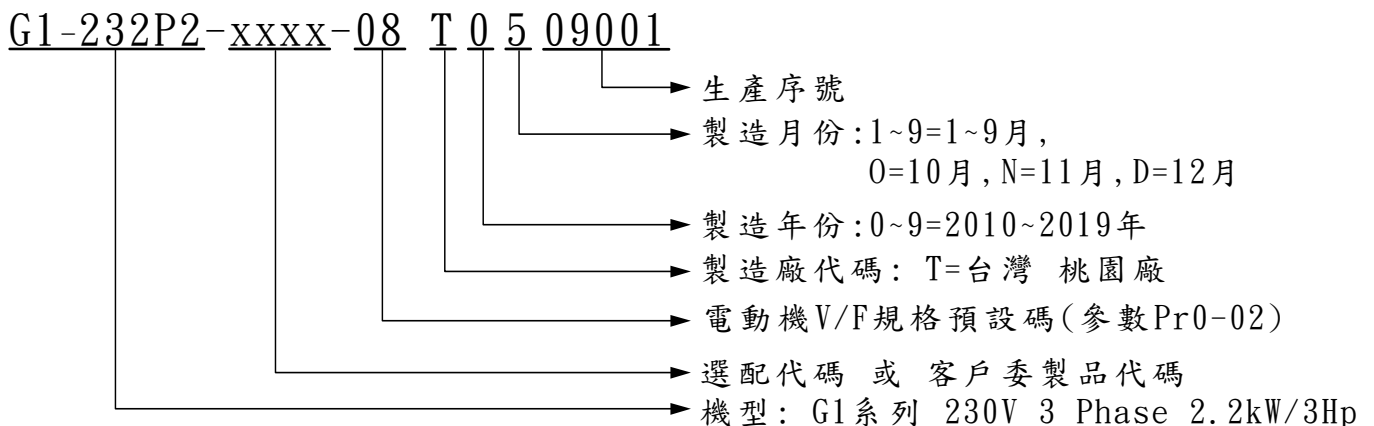 G1-232P2-xxxx-08 T 0 5 09001
生產序號
製造月份:1~9=1~9月,
O=10月,N=11月,D=12月
製造年份:0~9=2010~2019年
製造廠代碼: T=台灣 桃園廠
電動機V/F規格預設碼(參數Pr0-02)
選配代碼 或 客戶委製品代碼
機型: G1系列 230V 3 Phase 2.2kW/3Hp